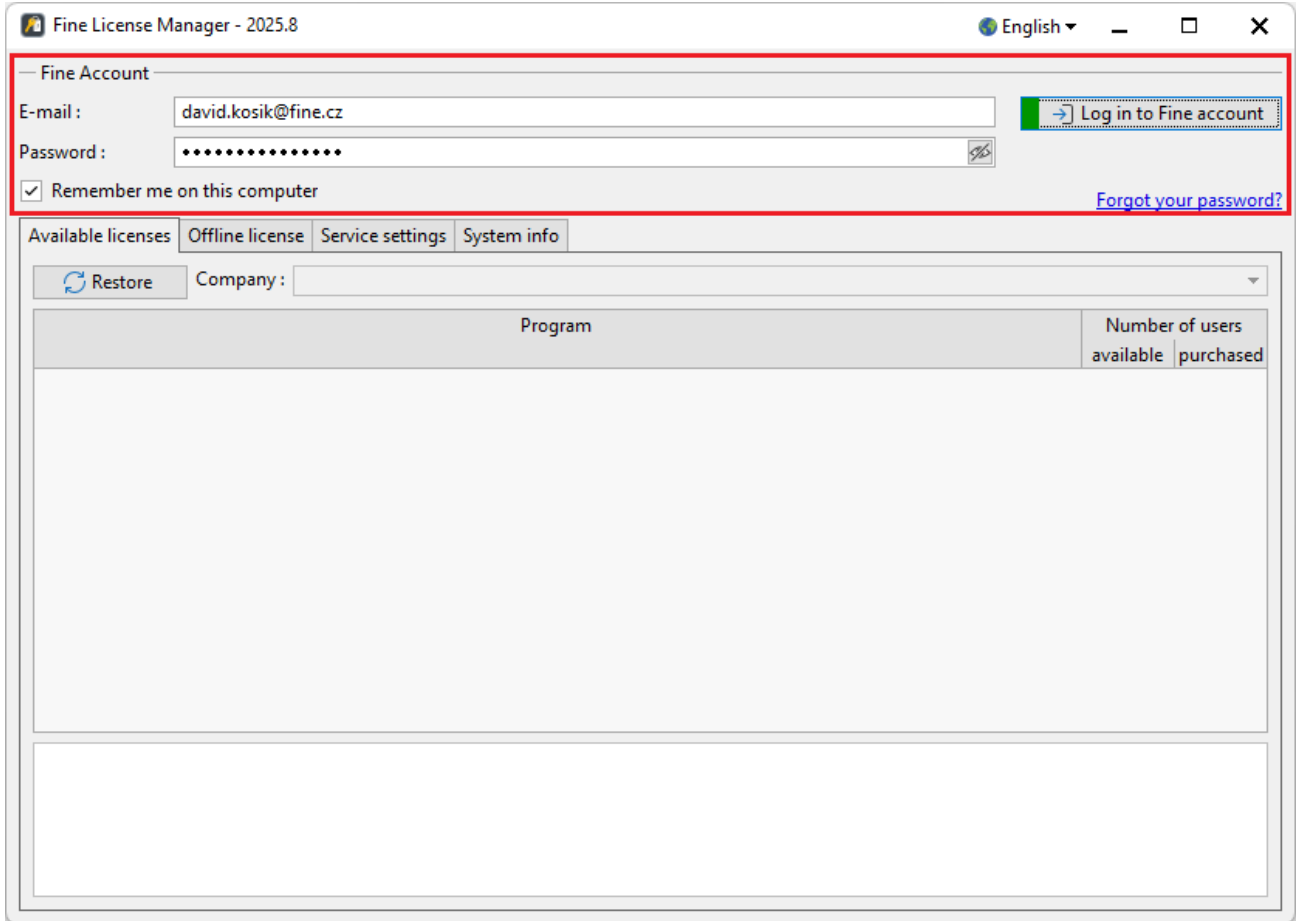 Fine License Manager - 2025.8 English
Fine Account
E-mail : david.kosik@fine.cz Log in to Fine account
Password : •••••••••••••••
Remember me on this computer
Forgot your password?
Available licenses Offline license Service settings System info
Restore Company :
Program Number of users
available purchased